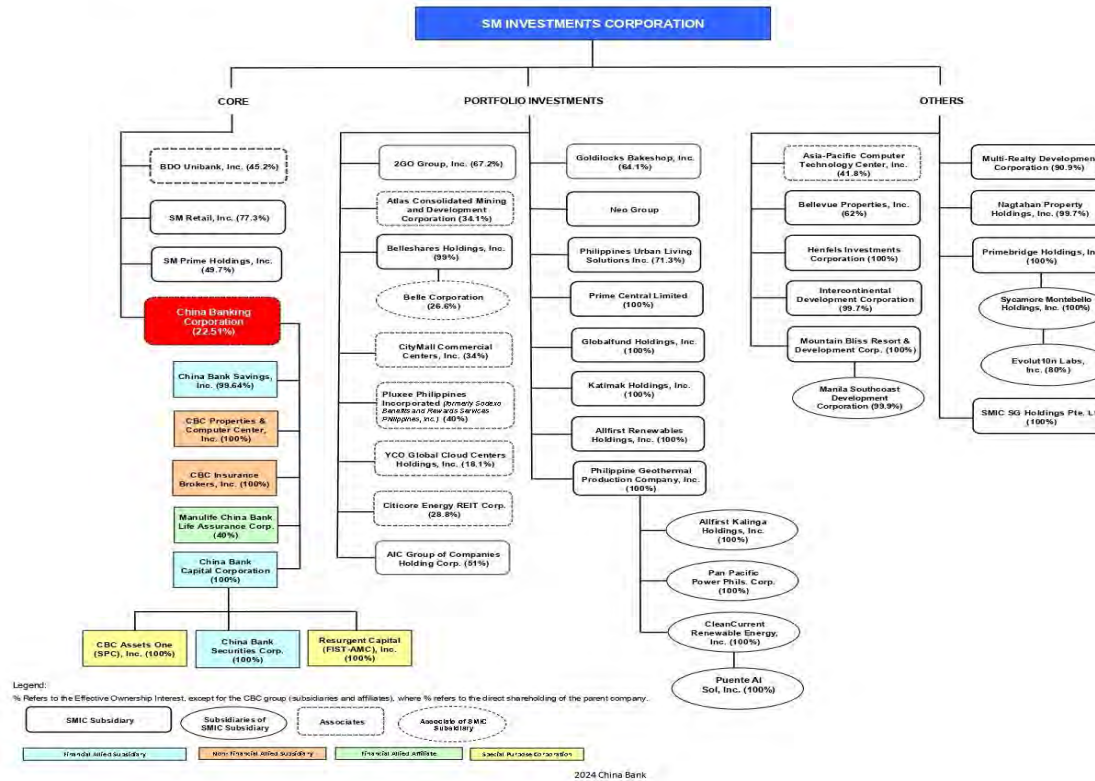 SM INVESTMENTS CORPORATION
CORE
PORTFOLIO INVESTMENTS
OTHERS
BDO Unibank, Inc. (45.2%)
SM Retail, Inc. (77.3%)
SM Prime Holdings, Inc.
(49.7%)
China Banking
Corporation
(22.51%)
China Bank Savings,
Inc. (99.64%)
CBC Properties &
Computer Center,
Inc. (100%)
CBC Insurance
Brokers, Inc. (100%)
Manulife China Bank
Life Assurance Corp.
(40%)
China Bank
Capital Corporation
(100%)
CBC Assets One
(SPC), Inc. (100%)
China Bank
Securities Corp.
(100%)
Resurgent Capital
(FIST-AMC), Inc.
(100%)
2GO Group, Inc. (67.2%)
Atlas Consolidated Mining
and Development
Corporation (34.1%)
Belleshares Holdings, Inc.
(99%)
Belle Corporation
(26.6%)
CityMall Commercial
Centers, Inc. (34%)
Pluxee Philippines
Incorporated (formerly Sodexo
Benefits and Rewards Services
Philippines, Inc.) (40%)
YCO Global Cloud Centers
Holdings, Inc. (18.1%)
Citicore Energy REIT Corp.
(28.8%)
AIC Group of Companies
Holding Corp. (51%)
Goldilocks Bakeshop, Inc.
(64.1%)
Neo Group
Philippines Urban Living
Solutions Inc. (71.3%)
Prime Central Limited
(100%)
Globalfund Holdings, Inc.
(100%)
Katimak Holdings, Inc.
(100%)
Allfirst Renewables
Holdings, Inc. (100%)
Philippine Geothermal
Production Company, Inc.
(100%)
Allfirst Kalinga
Holdings, Inc.
(100%)
Pan Pacific
Power Phils. Corp.
(100%)
CleanCurrent
Renewable Energy,
Inc. (100%)
Puente Al
Sol, Inc. (100%)
Asia-Pacific Computer
Technology Center, Inc.
(41.8%)
Bellevue Properties, Inc.
(62%)
Henfels Investments
Corporation (100%)
Intercontinental
Development Corporation
(99.7%)
Mountain Bliss Resort &
Development Corp. (100%)
Manila Southcoast
Development
Corporation (99.9%)
Multi-Realty Development
Corporation (90.9%)
Nagtahan Property
Holdings, Inc. (99.7%)
Primebridge Holdings, In
(100%)
Sycamore Montebello
Holdings, Inc. (100%)
Evolut10n Labs,
Inc. (80%)
SMIC SG Holdings Pte. L
(100%)
Legend:
% Refers to the Effective Ownership Interest, except for the CBC group (subsidiaries and affiliates), where % refers to the direct shareholding of the parent company.
SMIC Subsidiary
Subsidiaries of
SMIC Subsidiary
Associates
Associate of SMIC
Subsidiary
Financial Allied Subsidiary
Non-Financial Allied Subsidiary
Financial Allied Affiliate
Special Purpose Corporation
2024 China Bank